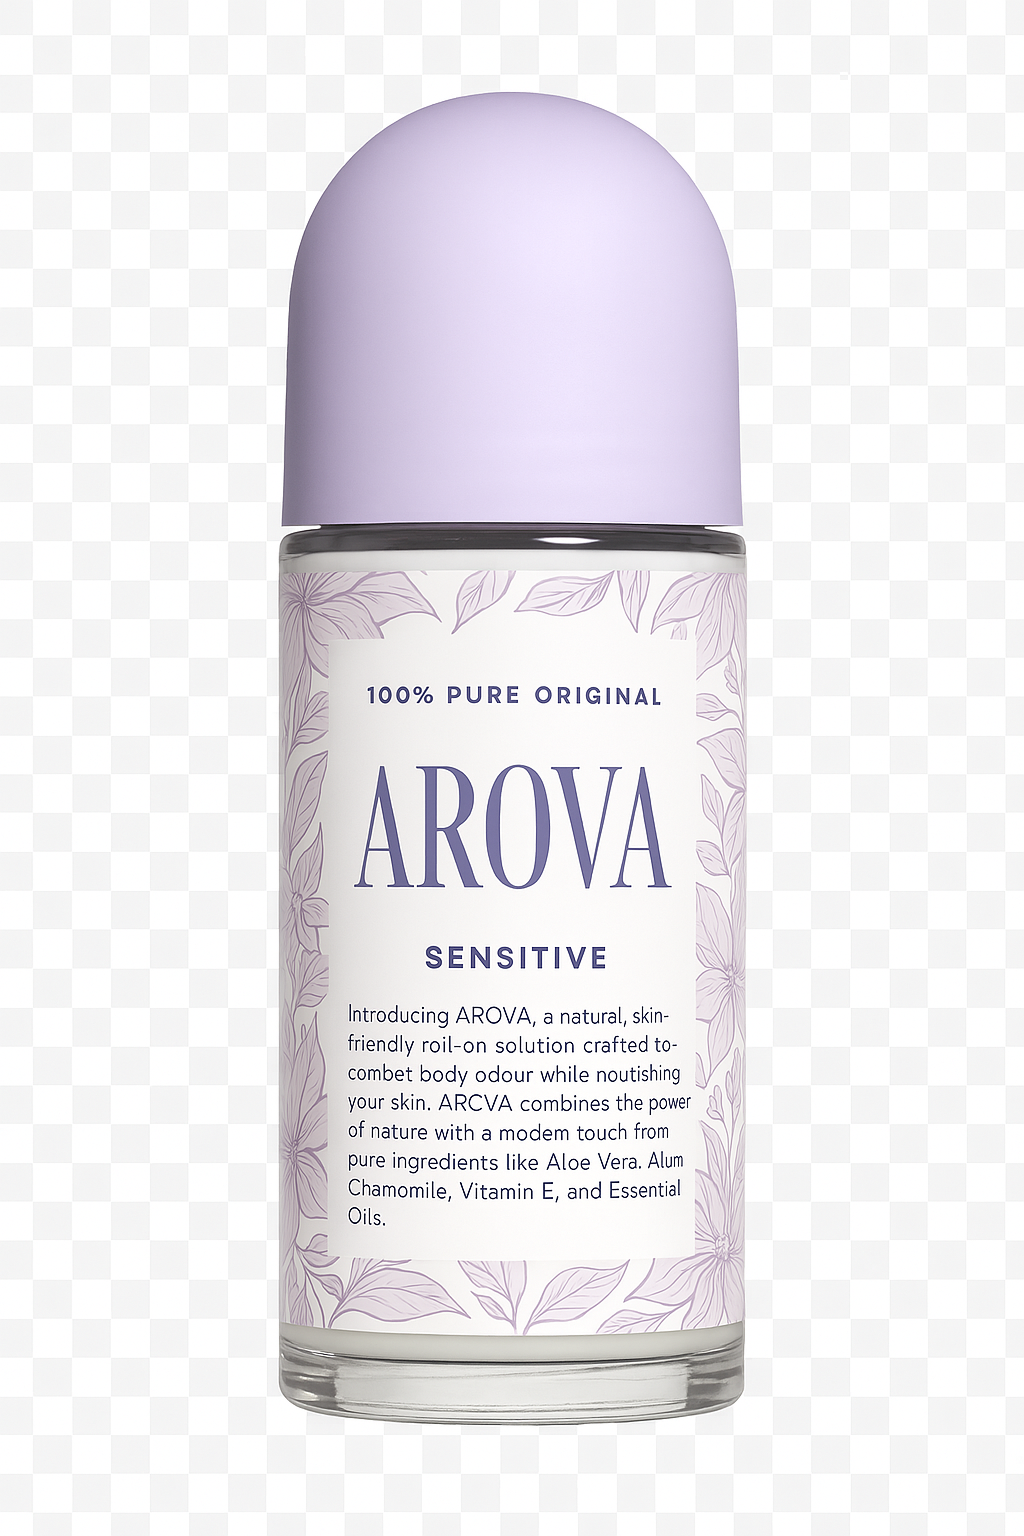 100% PURE ORIGINAL
AROVA
SENSITIVE
Introducing AROVA, a natural, skin-
friendly roil-on solution crafted to-
combet body odour while noutishing
your skin. ARCVA combines the power
of nature with a modem touch from
pure ingredients like Aloe Vera. Alum
Chamomile, Vitamin E, and Essential
Oils.